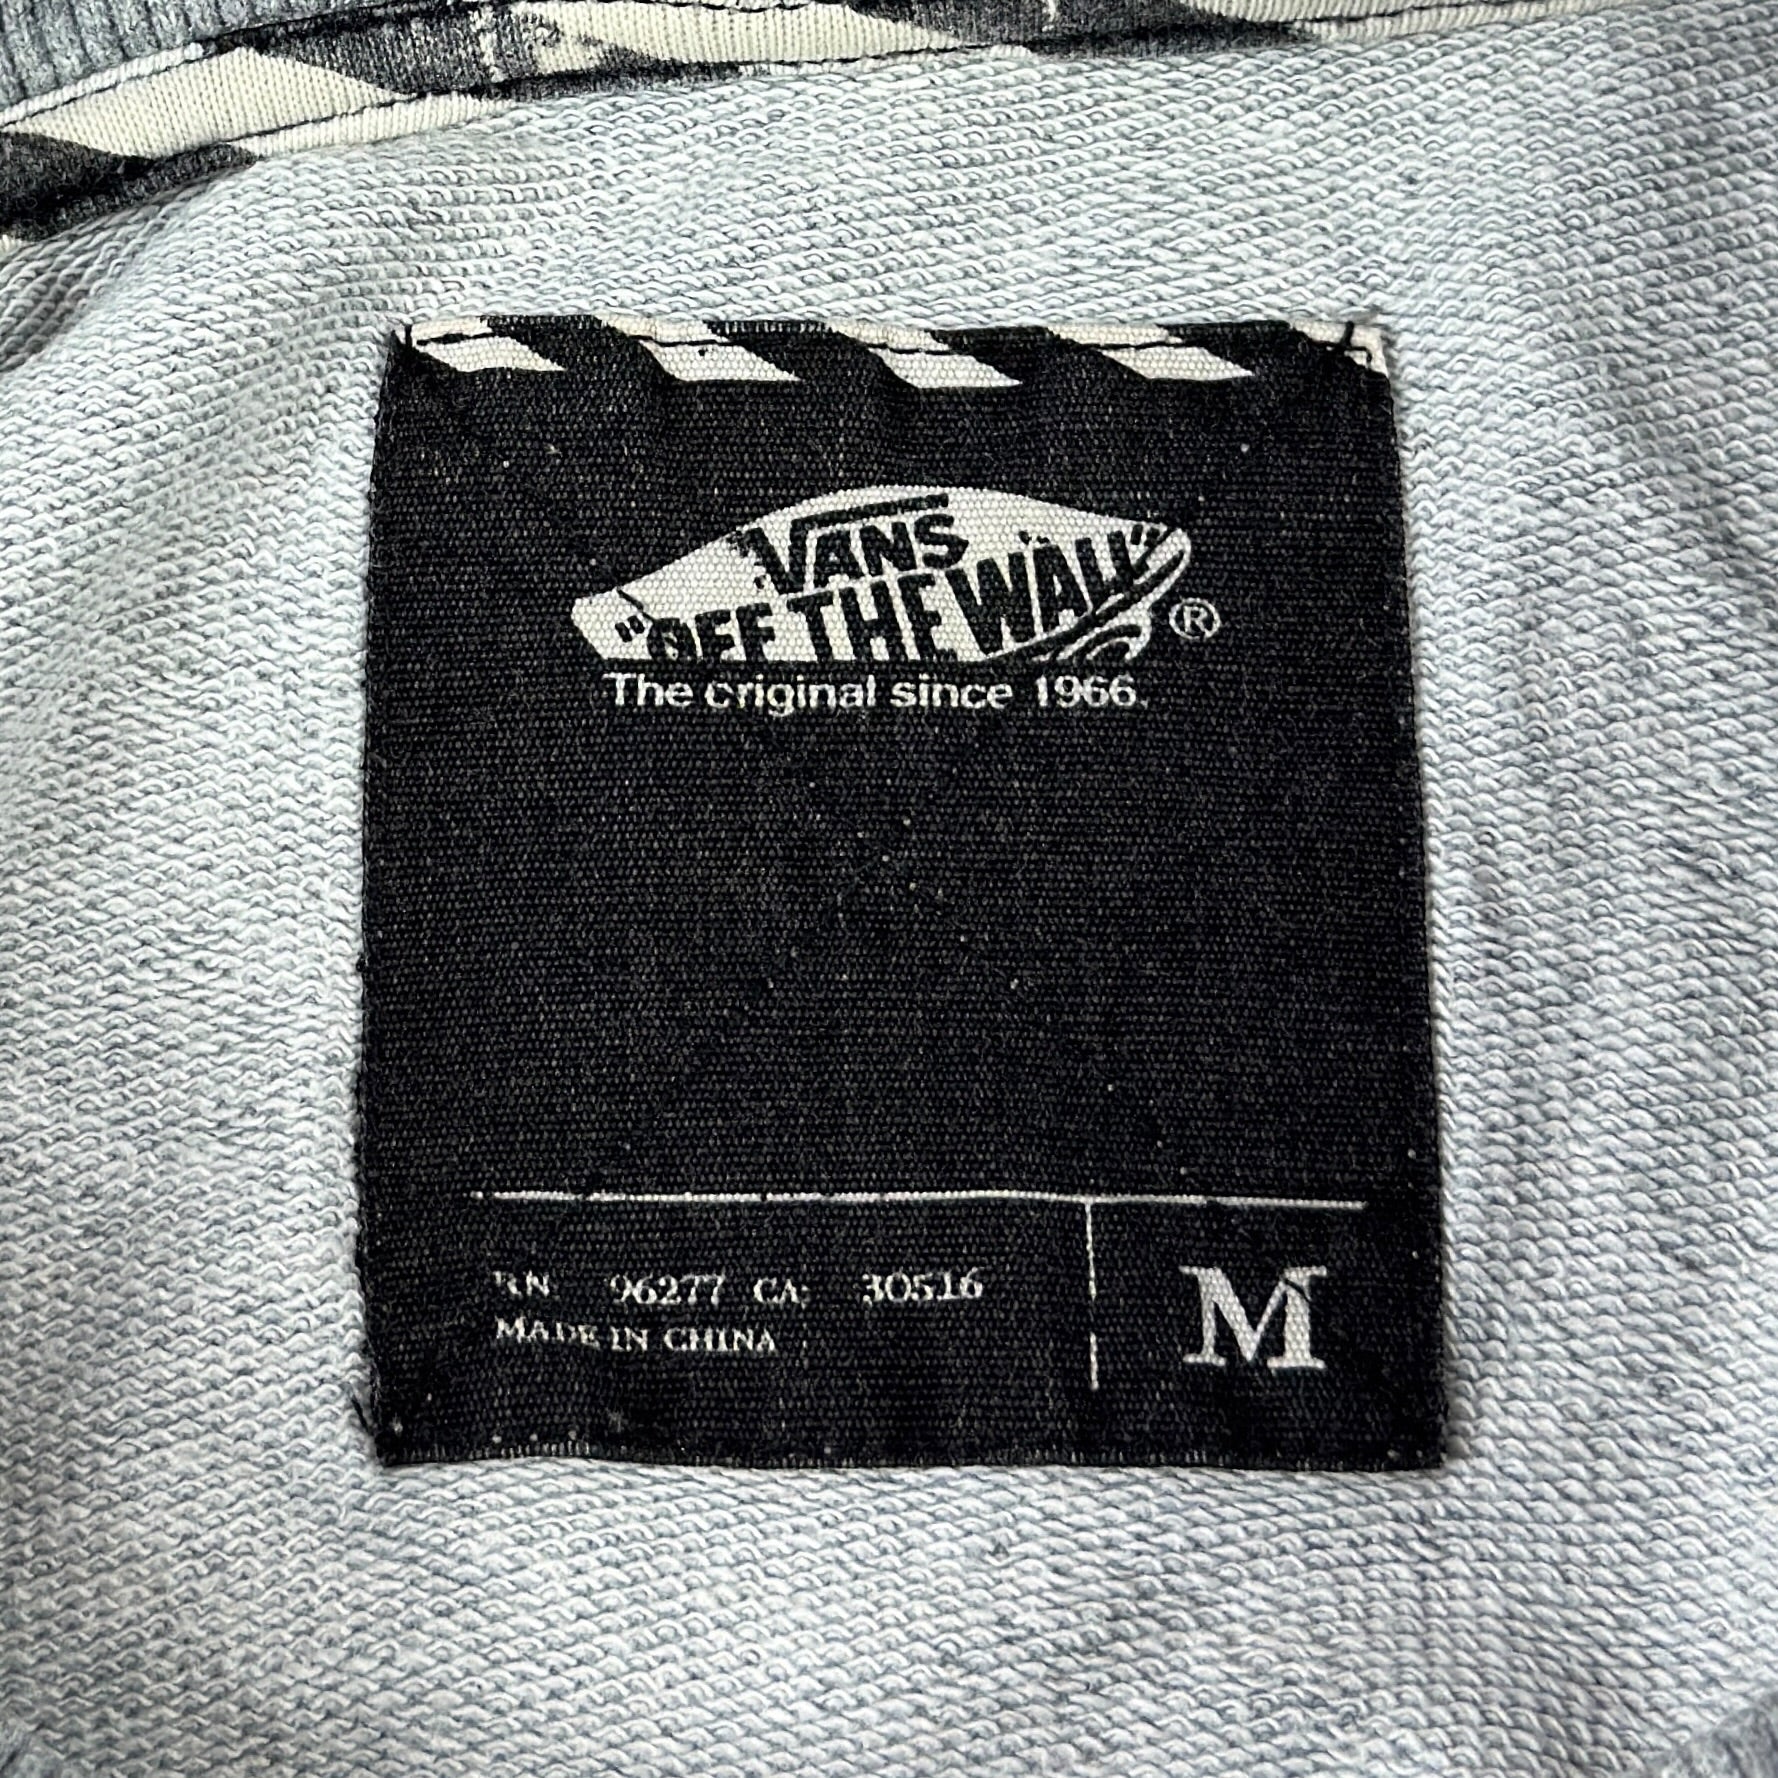 VANS
"OFF THE WALL" ®
The original since 1966.
RN 96277 CA: 30516
MADE IN CHINA
M